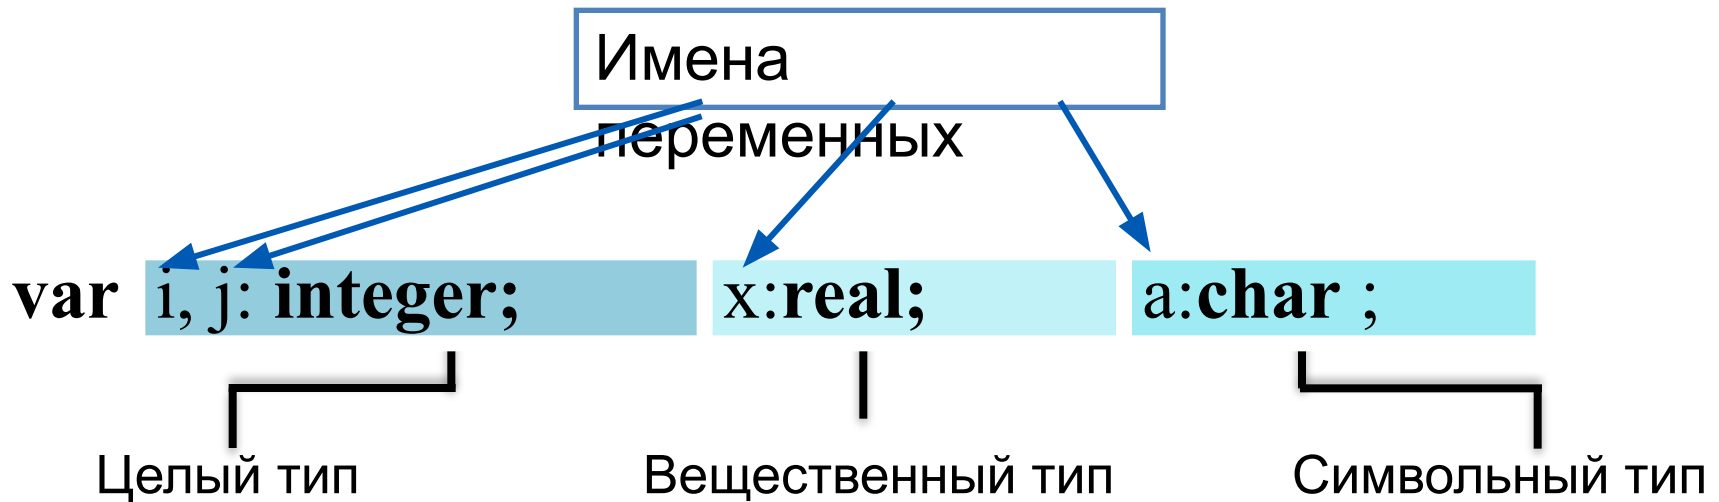 Имена
переменных
var i, j: integer; x:real; a:char ;
Целый тип Вещественный тип Символьный тип